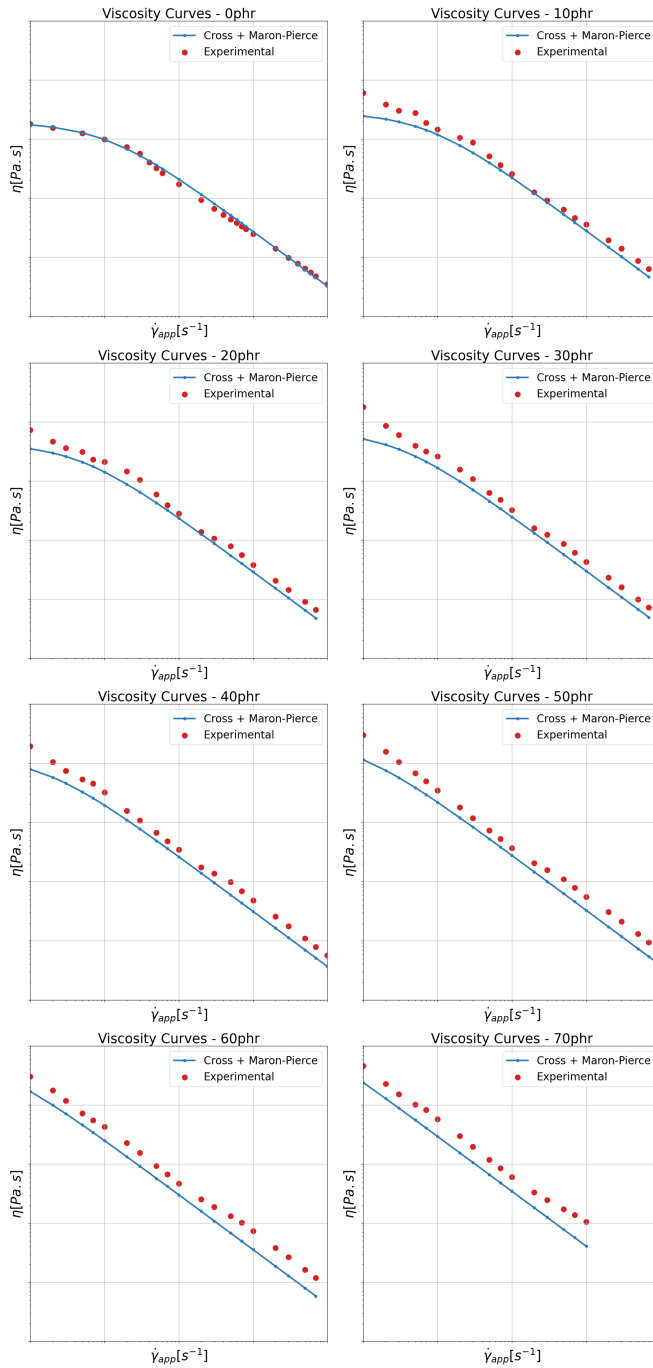 Viscosity Curves - 0phr
Cross + Maron-Pierce
Experimental
η[Pa.s]
γ̇app[s⁻¹]
Viscosity Curves - 10phr
Cross + Maron-Pierce
Experimental
η[Pa.s]
γ̇app[s⁻¹]
Viscosity Curves - 20phr
Cross + Maron-Pierce
Experimental
η[Pa.s]
γ̇app[s⁻¹]
Viscosity Curves - 30phr
Cross + Maron-Pierce
Experimental
η[Pa.s]
γ̇app[s⁻¹]
Viscosity Curves - 40phr
Cross + Maron-Pierce
Experimental
η[Pa.s]
γ̇app[s⁻¹]
Viscosity Curves - 50phr
Cross + Maron-Pierce
Experimental
η[Pa.s]
γ̇app[s⁻¹]
Viscosity Curves - 60phr
Cross + Maron-Pierce
Experimental
η[Pa.s]
γ̇app[s⁻¹]
Viscosity Curves - 70phr
Cross + Maron-Pierce
Experimental
η[Pa.s]
γ̇app[s⁻¹]